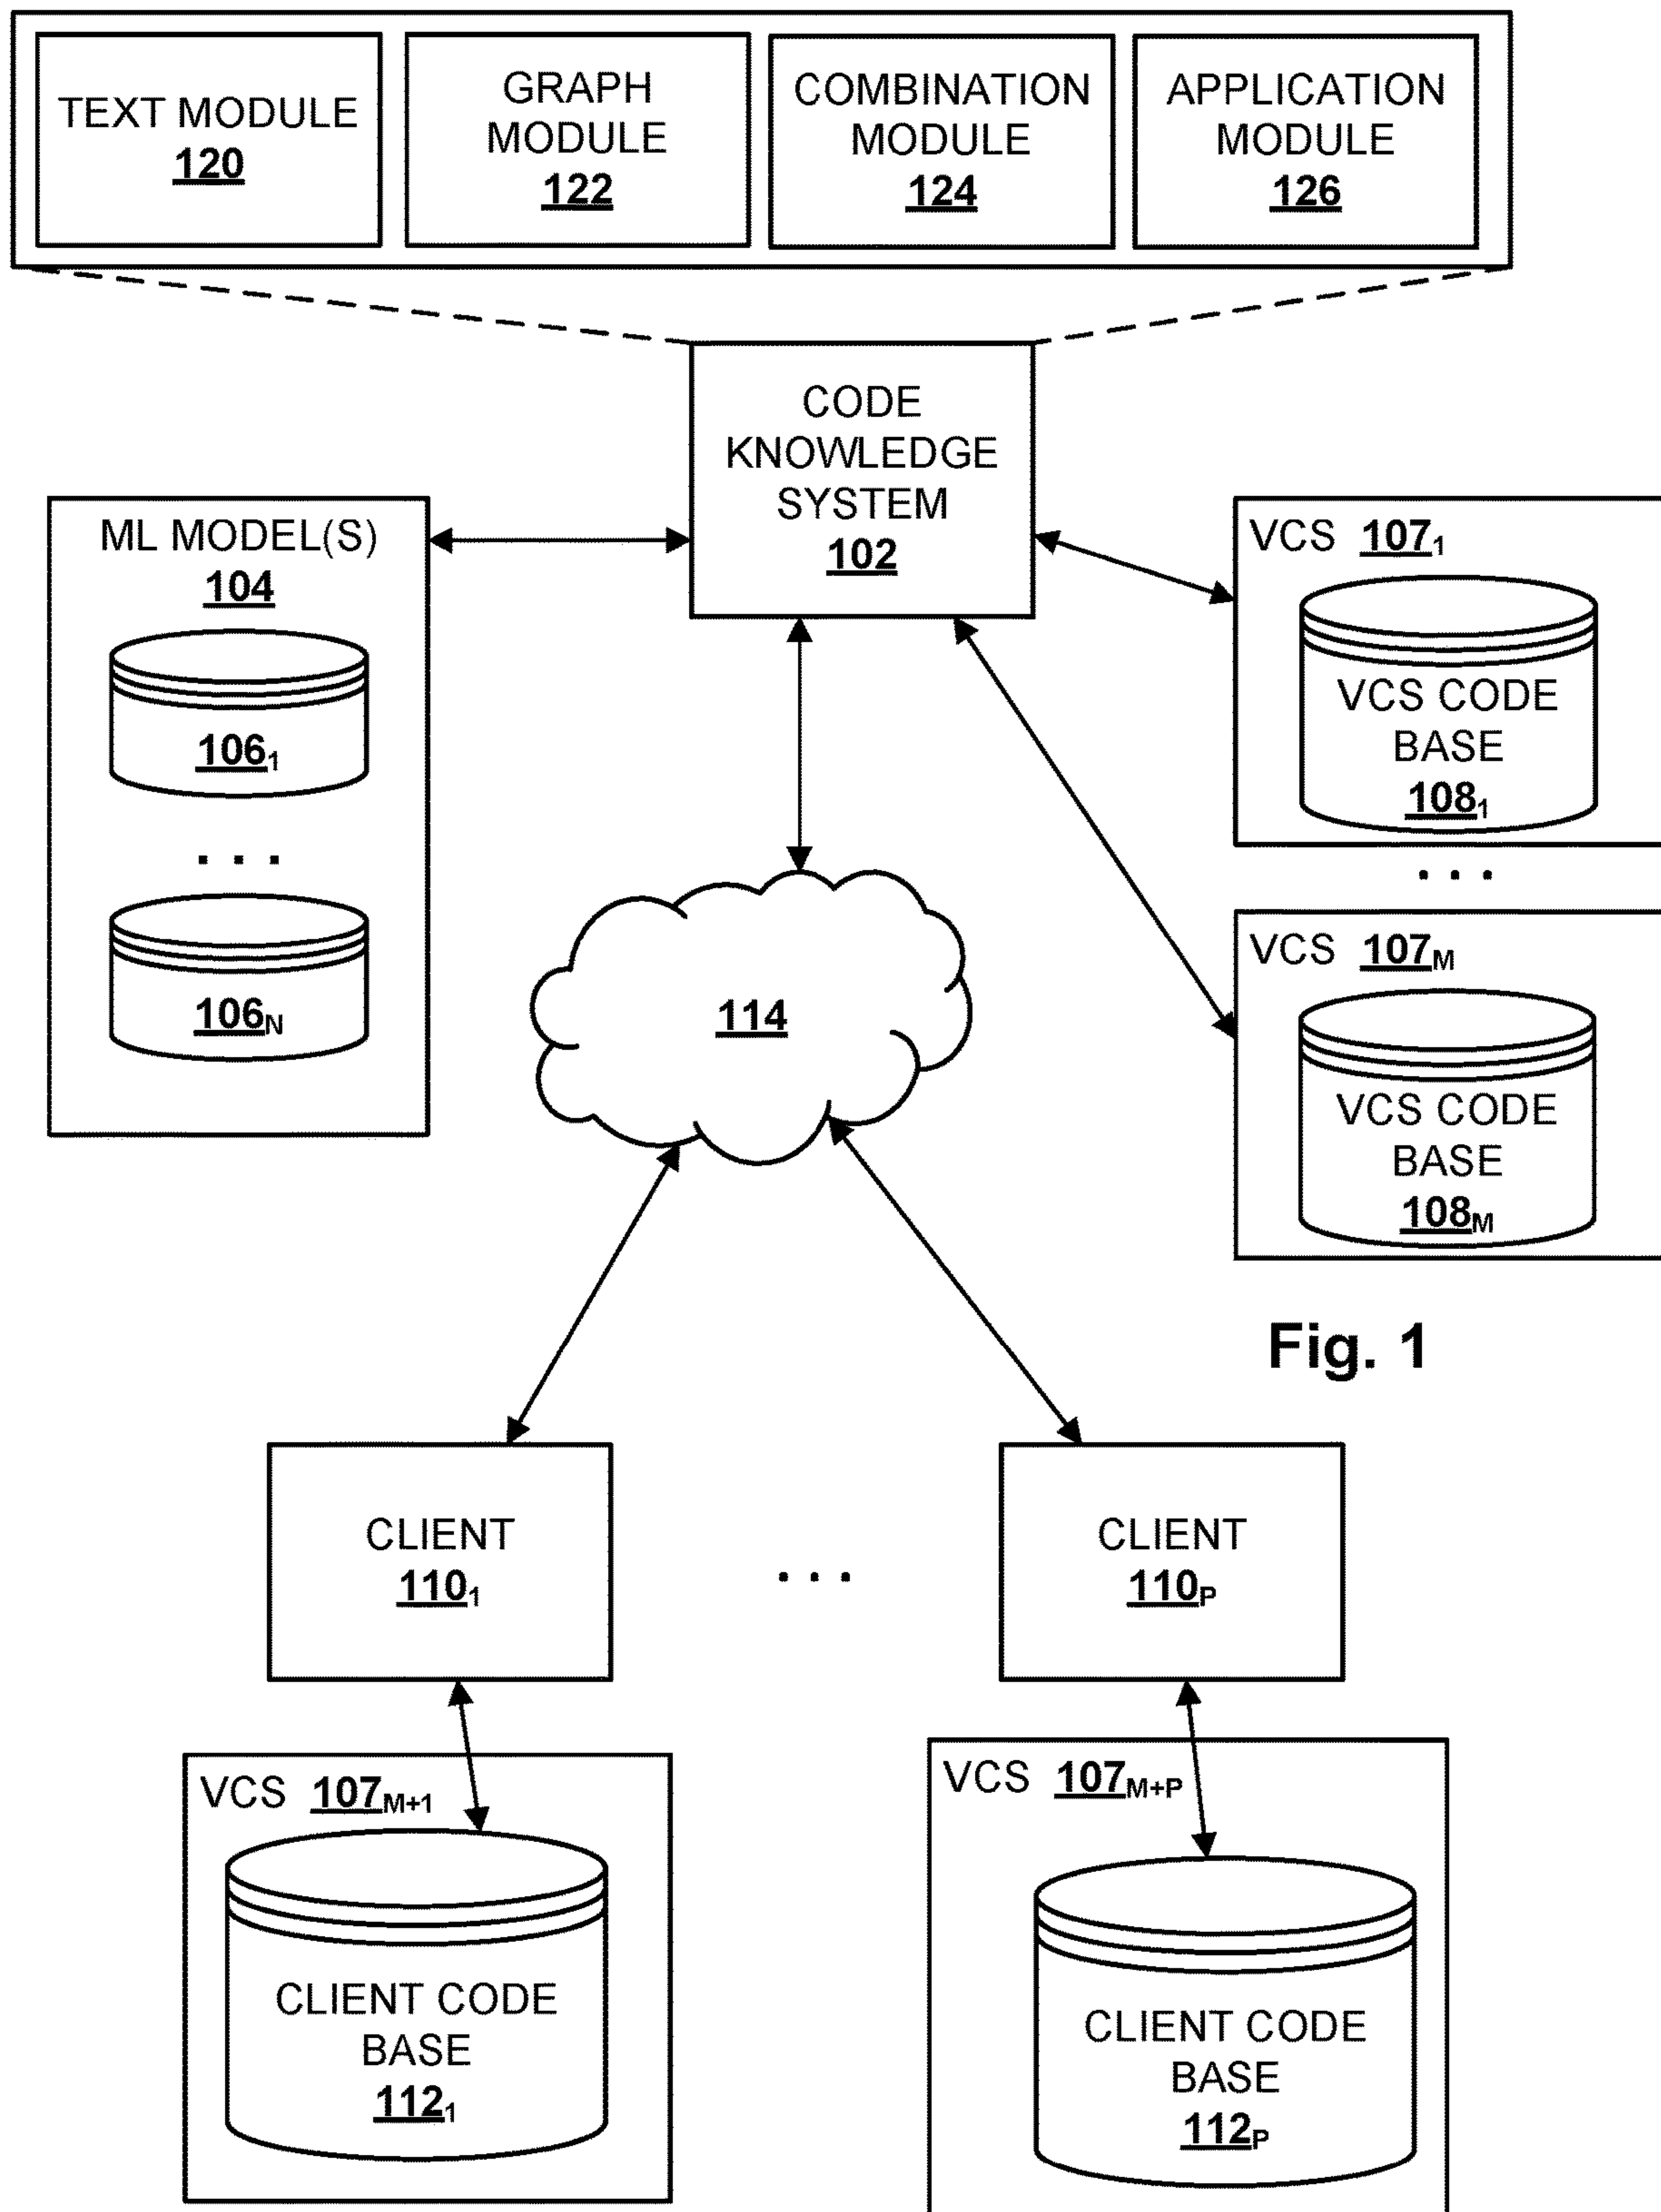 TEXT MODULE
120
GRAPH
MODULE
122
COMBINATION
MODULE
124
APPLICATION
MODULE
126
CODE
KNOWLEDGE
SYSTEM
102
ML MODEL(S)
104
106₁
. . .
106N
VCS 107₁
VCS CODE
BASE
108₁
. . .
VCS 107M
VCS CODE
BASE
108M
114
Fig. 1
CLIENT
110₁
. . .
CLIENT
110P
VCS 107M+1
CLIENT CODE
BASE
112₁
VCS 107M+P
CLIENT CODE
BASE
112P